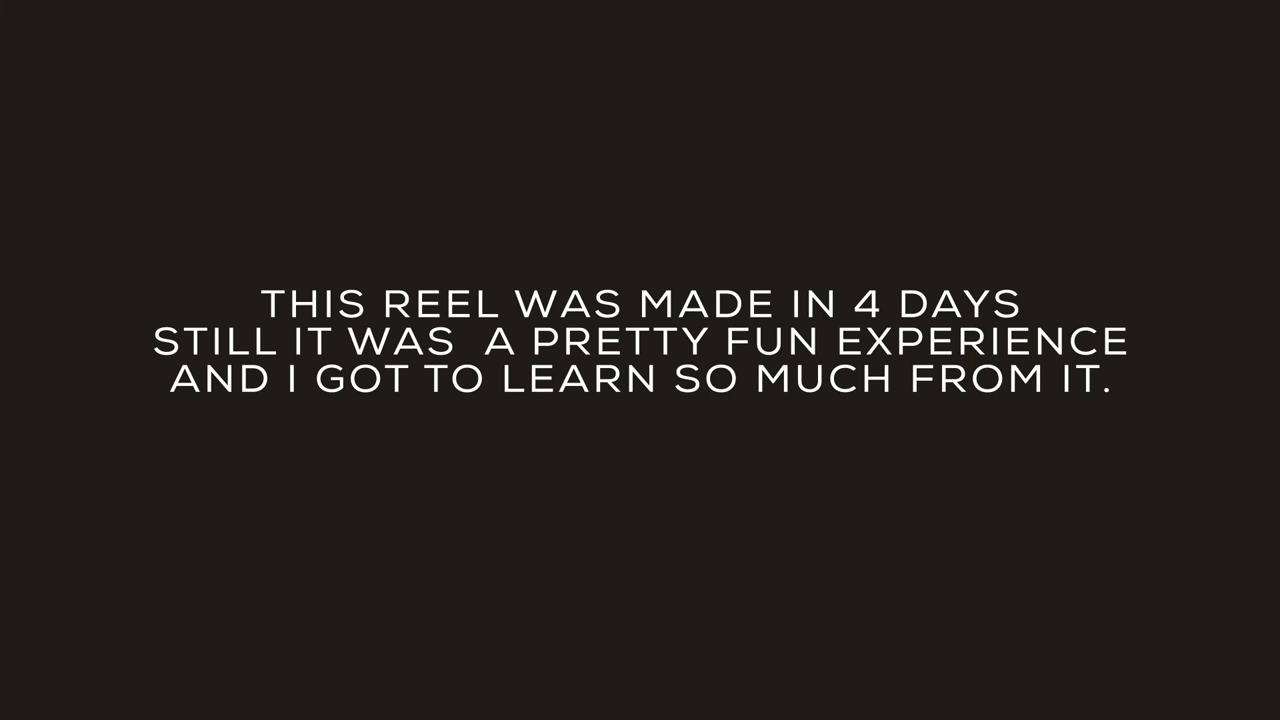 THIS REEL WAS MADE IN 4 DAYS
STILL IT WAS  A PRETTY FUN EXPERIENCE
AND I GOT TO LEARN SO MUCH FROM IT.